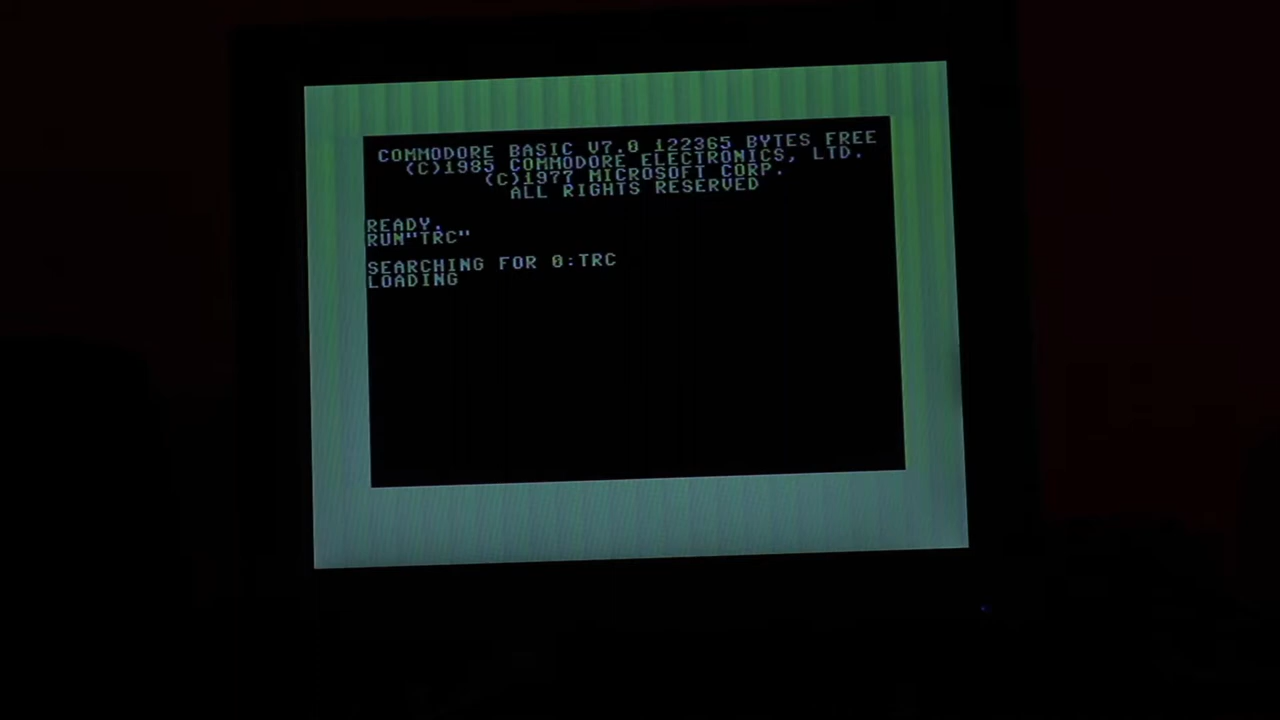 COMMODORE BASIC V7.0 122365 BYTES FREE
(C)1985 COMMODORE ELECTRONICS, LTD.
(C)1977 MICROSOFT CORP.
ALL RIGHTS RESERVED
READY.
RUN"TRC"
SEARCHING FOR 0:TRC
LOADING